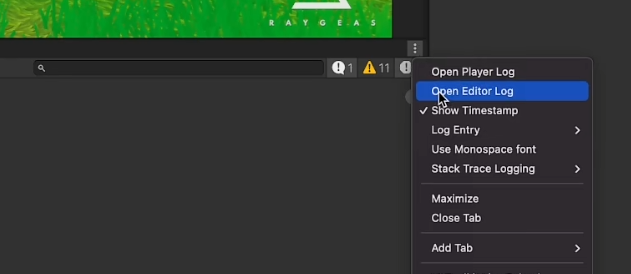 RAYGEAS
1
11
Open Player Log
Open Editor Log
Show Timestamp
Log Entry
Use Monospace font
Stack Trace Logging
Maximize
Close Tab
Add Tab